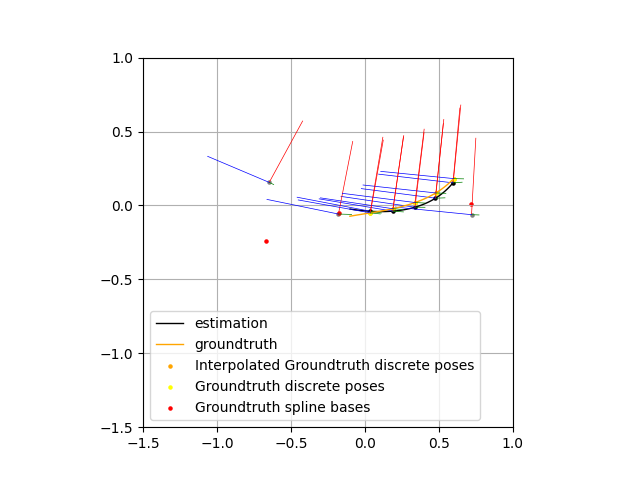 1.0
0.5
0.0
−0.5
−1.0
−1.5
estimation
groundtruth
Interpolated Groundtruth discrete poses
Groundtruth discrete poses
Groundtruth spline bases
−1.5 −1.0 −0.5 0.0 0.5 1.0